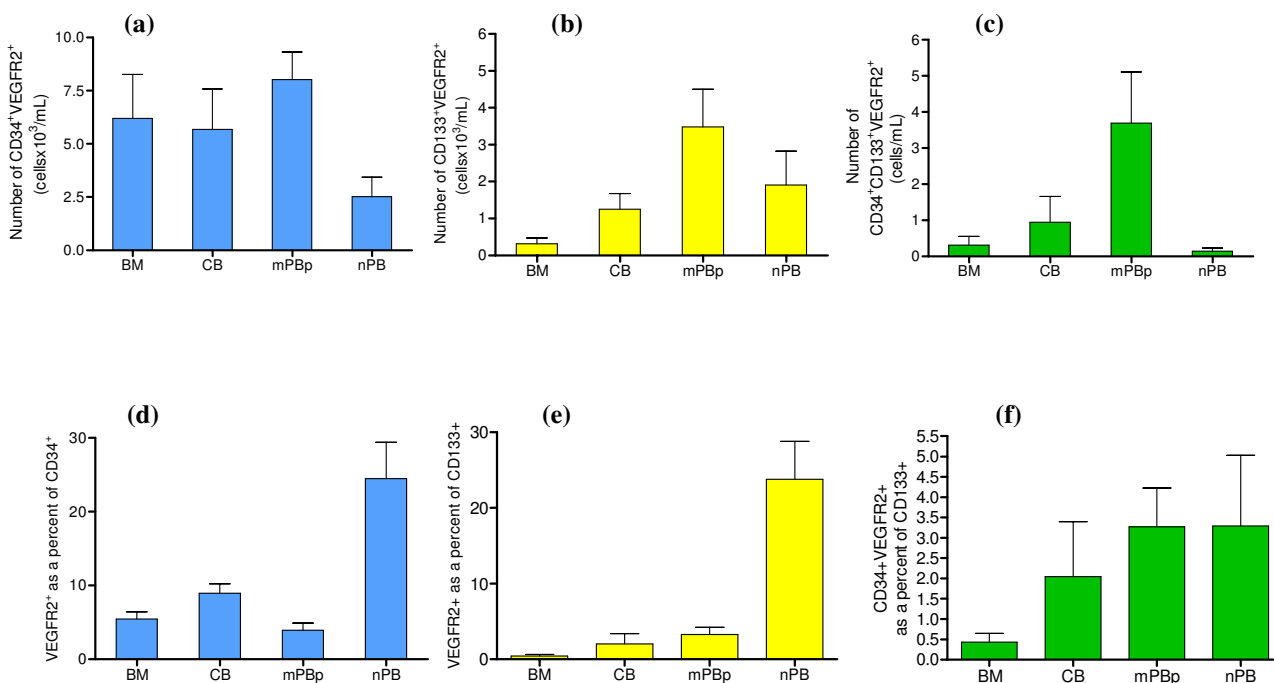 (a)
Number of CD34⁺VEGFR2⁺
(cellsx10³/mL)
10.0
7.5
5.0
2.5
0.0
BM CB mPBp nPB
(b)
Number of CD133⁺VEGFR2⁺
(cellsx10³/mL)
6
5
4
3
2
1
0
BM CB mPBp nPB
(c)
Number of
CD34⁺CD133⁺VEGFR2⁺
(cells/mL)
6
5
4
3
2
1
0
BM CB mPBp nPB
(d)
VEGFR2⁺ as a percent of CD34⁺
30
20
10
0
BM CB mPBp nPB
(e)
VEGFR2+ as a percent of CD133+
30
20
10
0
BM CB mPBp nPB
(f)
CD34+VEGFR2+
as a percent of CD133+
5.5
5.0
4.5
4.0
3.5
3.0
2.5
2.0
1.5
1.0
0.5
0.0
BM CB mPBp nPB